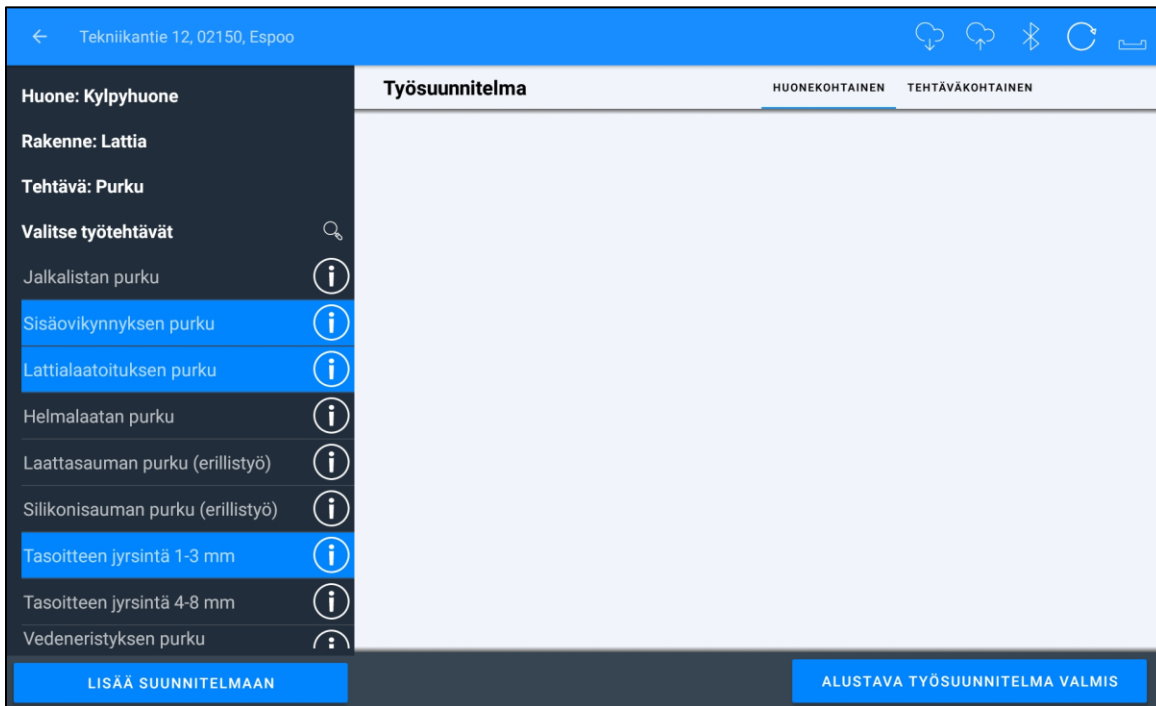 Tekniikantie 12, 02150, Espoo
Huone: Kylpyhuone
Rakenne: Lattia
Tehtävä: Purku
Valitse työtehtävät
Jalkalistan purku
Sisäovikynnyksen purku
Lattialaatoituksen purku
Helmalaatan purku
Laattasauman purku (erillistyö)
Silikonisauman purku (erillistyö)
Tasoitteen jyrsintä 1-3 mm
Tasoitteen jyrsintä 4-8 mm
Vedeneristyksen purku
LISÄÄ SUUNNITELMAAN
Työsuunnitelma
HUONEKOHTAINEN TEHTÄVÄKOHTAINEN
ALUSTAVA TYÖSUUNNITELMA VALMIS